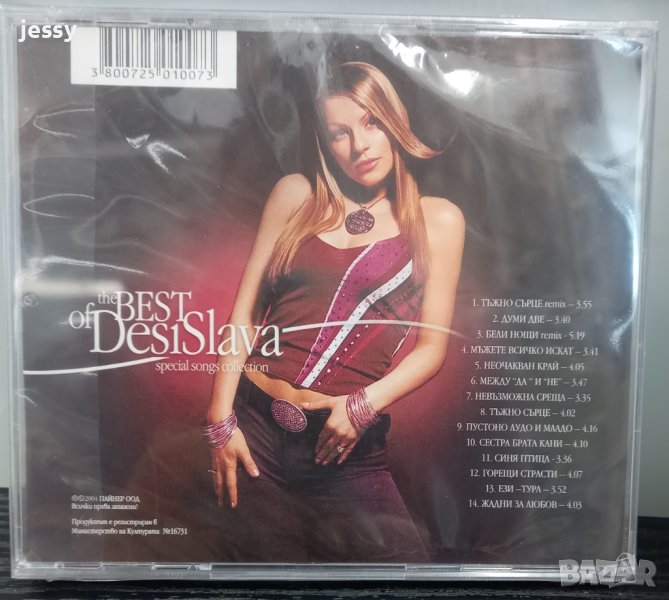 jessy
3 800725 010073
the BEST
of DesiSlava
special songs collection
1. ТЪЖНО СЪРЦЕ remix – 3.55
2. ДУМИ ДВЕ – 3.40
3. БЕЛИ НОЩИ remix – 5.19
4. МЪЖЕТЕ ВСИЧКО ИСКАТ – 3.41
5. НЕОЧАКВАН КРАЙ – 4.05
6. МЕЖДУ "ДА" И "НЕ" – 3.47
7. НЕВЪЗМОЖНА СРЕЩА – 3.35
8. ТЪЖНО СЪРЦЕ – 4.02
9. ПУСТОНО ЛУДО И МЛАДО – 4.16
10. СЕСТРА БРАТА КАНИ – 4.10
11. СИНЯ ПТИЦА - 3.36
12. ГОРЕЩИ СТРАСТИ – 4.07
13. ЕЗИ –ТУРА – 3.52
14. ЖАДНИ ЗА ЛЮБОВ – 4.03
℗© 2004 ПАЙНЕР ООД
Всички права запазени!
Продуктът е регистриран в
Министерство на Културата №16731
BAZAR